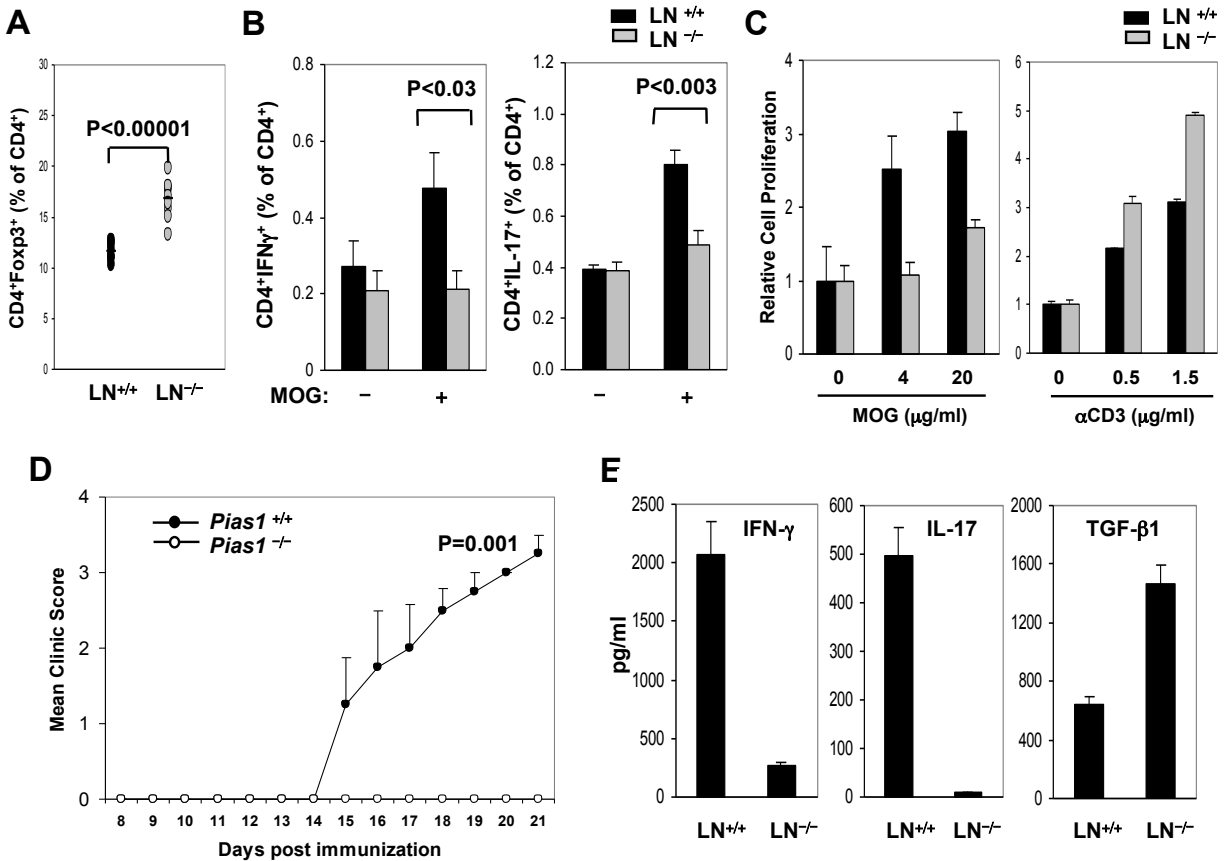 A
CD4⁺Foxp3⁺ (% of CD4⁺)
30
25
20
15
10
5
0
P<0.00001
LN⁺/⁺ LN⁻/⁻
B
LN ⁺/⁺
LN ⁻/⁻
CD4⁺IFNγ⁺ (% of CD4⁺)
0.8
0.6
0.4
0.2
0
P<0.03
MOG: − +
CD4⁺IL-17⁺ (% of CD4⁺)
1.2
1.0
0.8
0.6
0.4
0.2
0.0
P<0.003
− +
C
LN ⁺/⁺
LN ⁻/⁻
Relative Cell Proliferation
4
3
2
1
0
0 4 20
MOG (μg/ml)
6
5
4
3
2
1
0
0 0.5 1.5
αCD3 (μg/ml)
D
Mean Clinic Score
4
3
2
1
0
Pias1 ⁺/⁺
Pias1 ⁻/⁻
P=0.001
8 9 10 11 12 13 14 15 16 17 18 19 20 21
Days post immunization
E
pg/ml
2500
2000
1500
1000
500
0
IFN-γ
LN⁺/⁺ LN⁻/⁻
600
500
400
300
200
100
0
IL-17
LN⁺/⁺ LN⁻/⁻
2000
1600
1200
800
400
0
TGF-β1
LN⁺/⁺ LN⁻/⁻